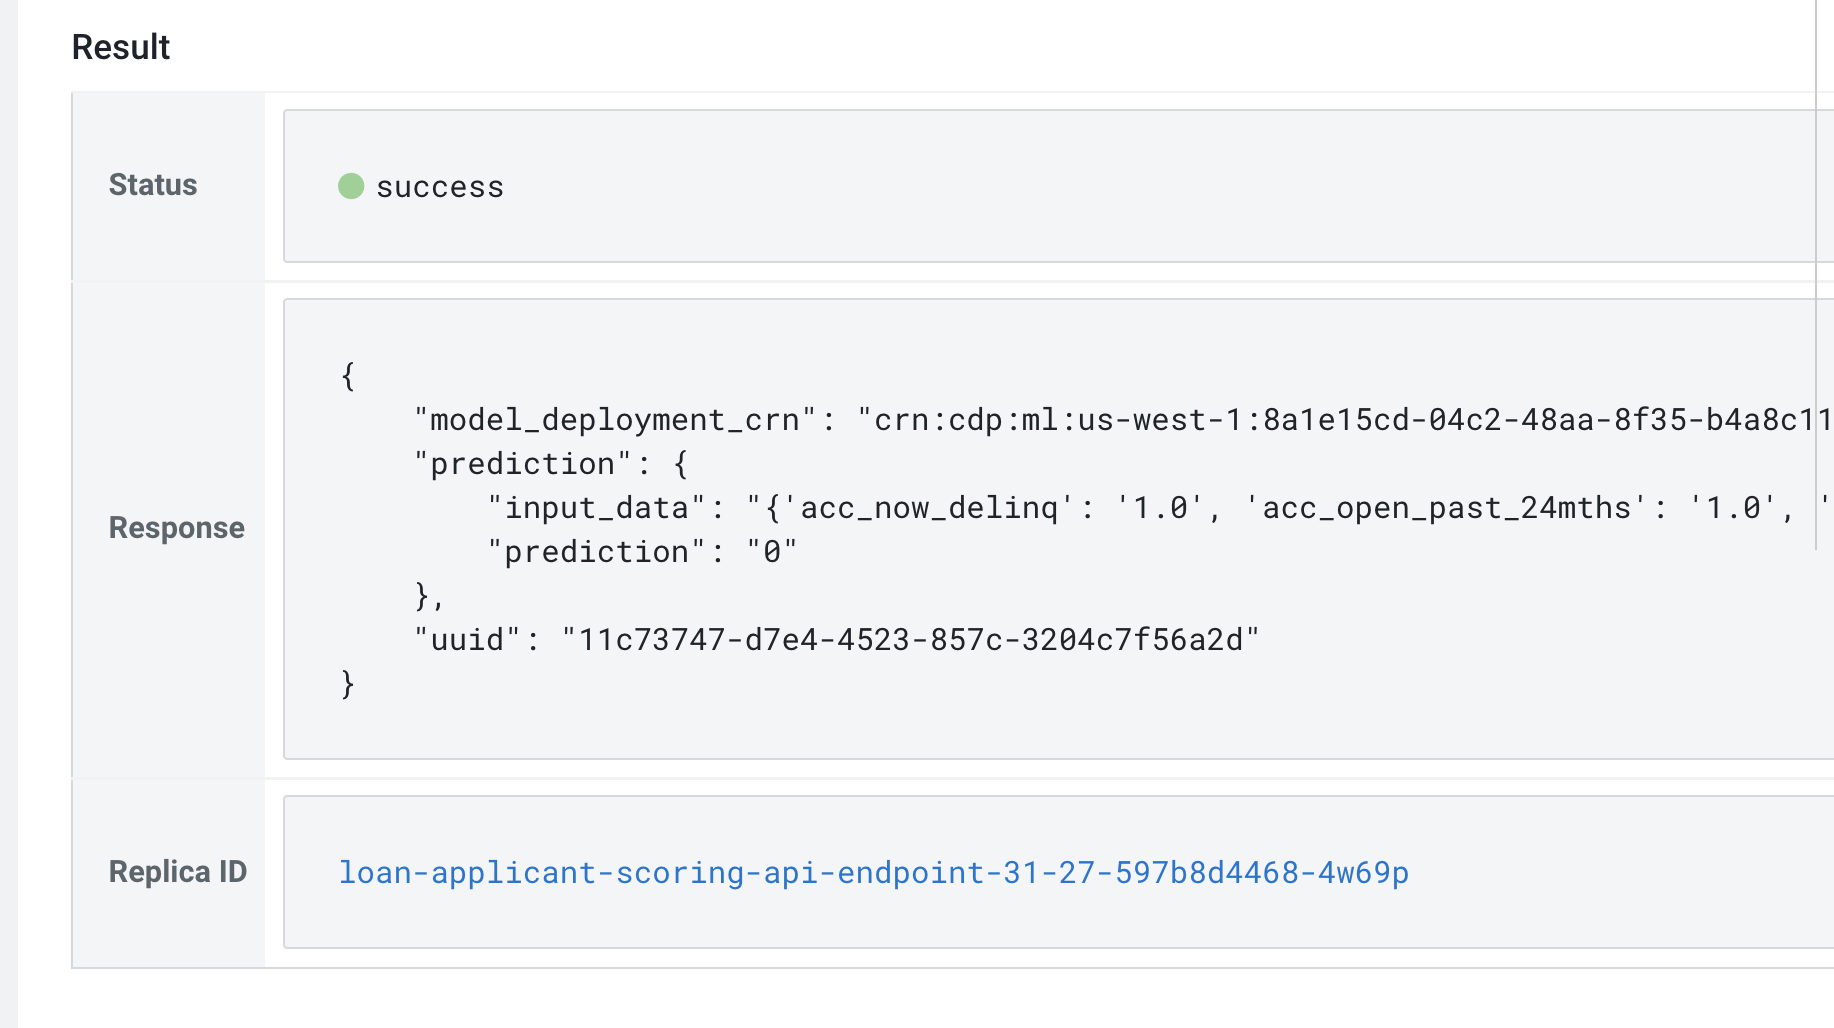 Result
Status
success
Response
{
"model_deployment_crn": "crn:cdp:ml:us-west-1:8a1e15cd-04c2-48aa-8f35-b4a8c11
"prediction": {
"input_data": "{'acc_now_delinq': '1.0', 'acc_open_past_24mths': '1.0', '
"prediction": "0"
},
"uuid": "11c73747-d7e4-4523-857c-3204c7f56a2d"
}
Replica ID
loan-applicant-scoring-api-endpoint-31-27-597b8d4468-4w69p